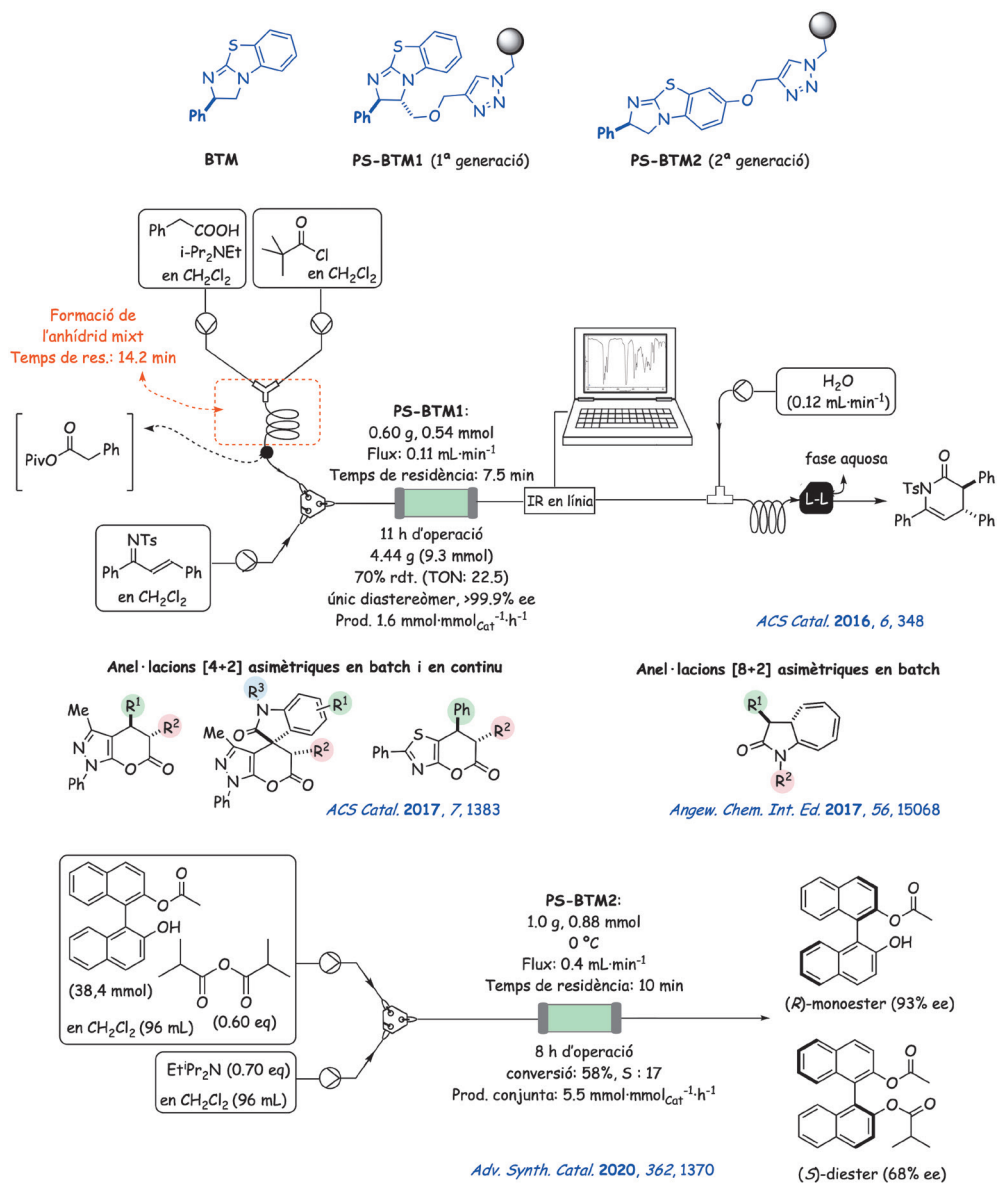 S
N
N
Ph
BTM
S
N
N
Ph
O
N
N
N
PS-BTM1 (1ª generació)
S
N
N
Ph
O
N
N
N
PS-BTM2 (2ª generació)
Ph COOH
i-Pr2NEt
en CH2Cl2
O
Cl
en CH2Cl2
Formació de
l'anhídrid mixt
Temps de res.: 14.2 min
O
PivO Ph
NTs
Ph Ph
en CH2Cl2
PS-BTM1:
0.60 g, 0.54 mmol
Flux: 0.11 mL·min-1
Temps de residència: 7.5 min
11 h d'operació
4.44 g (9.3 mmol)
70% rdt. (TON: 22.5)
únic diastereòmer, >99.9% ee
Prod. 1.6 mmol·mmolCat-1·h-1
IR en línia
H2O
(0.12 mL·min-1)
fase aquosa
L-L
O
TsN Ph
Ph Ph
ACS Catal. 2016, 6, 348
Anel·lacions [4+2] asimètriques en batch i en continu
Me R1
R2
N
N O O
Ph
R3
N R1
O
Me R2
N
N O O
Ph
Ph
S R2
Ph
N O O
ACS Catal. 2017, 7, 1383
Anel·lacions [8+2] asimètriques en batch
R1
O
N
R2
Angew. Chem. Int. Ed. 2017, 56, 15068
O
O
OH
O
O O
(38,4 mmol)
(0.60 eq)
en CH2Cl2 (96 mL)
EtiPr2N (0.70 eq)
en CH2Cl2 (96 mL)
PS-BTM2:
1.0 g, 0.88 mmol
0 ºC
Flux: 0.4 mL·min-1
Temps de residència: 10 min
8 h d'operació
conversió: 58%, S : 17
Prod. conjunta: 5.5 mmol·mmolCat-1·h-1
O
O
OH
(R)-monoester (93% ee)
O
O
O O
(S)-diester (68% ee)
Adv. Synth. Catal. 2020, 362, 1370